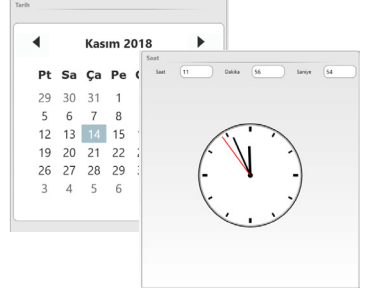 Tarih
Kasım 2018
Pt Sa Ça Pe
29 30 31 1
5 6 7 8
12 13 14 15
19 20 21 22
26 27 28 29
3 4 5 6
Saat
Saat 11 Dakika 56 Saniye 54